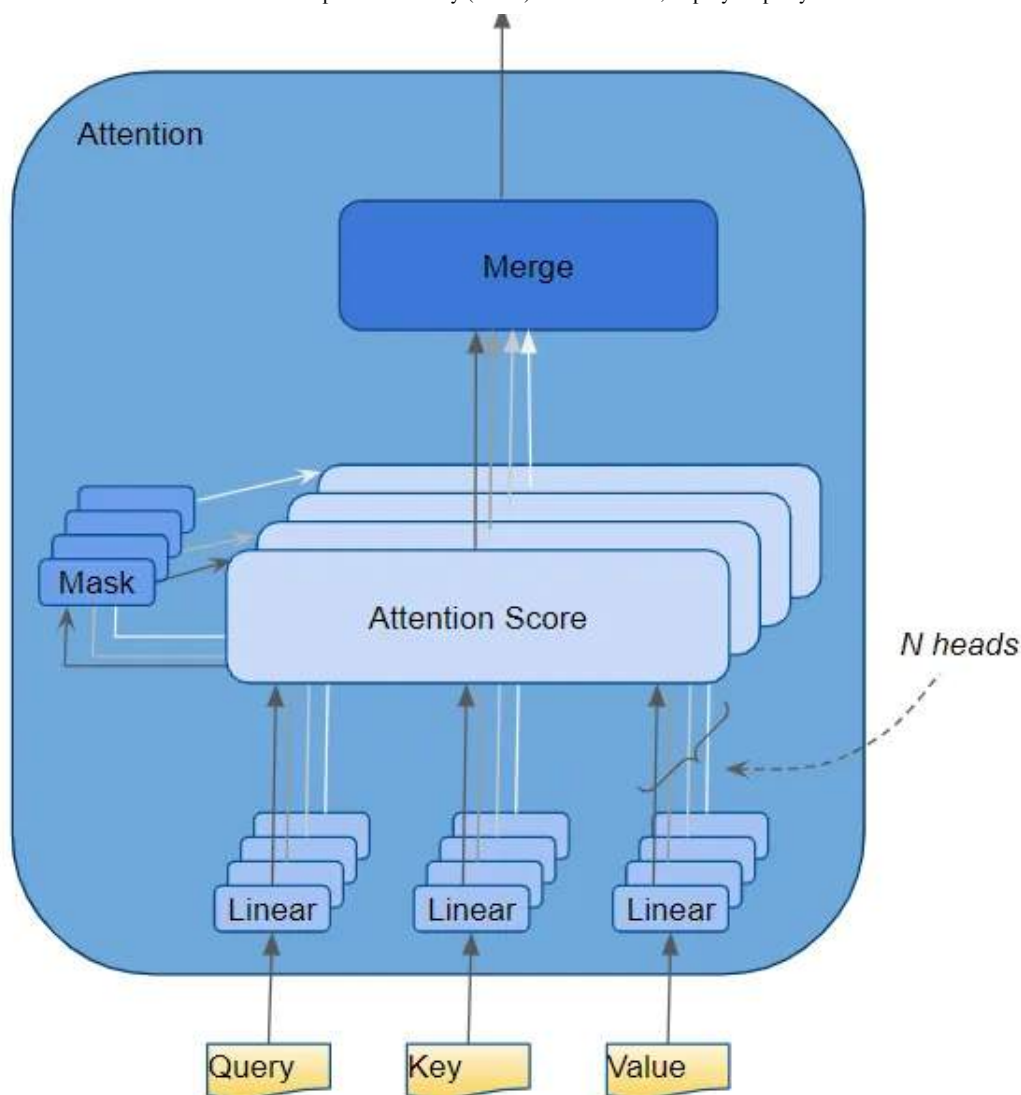 Attention
Merge
Mask
Attention Score
N heads
Linear Linear Linear
Query Key Value